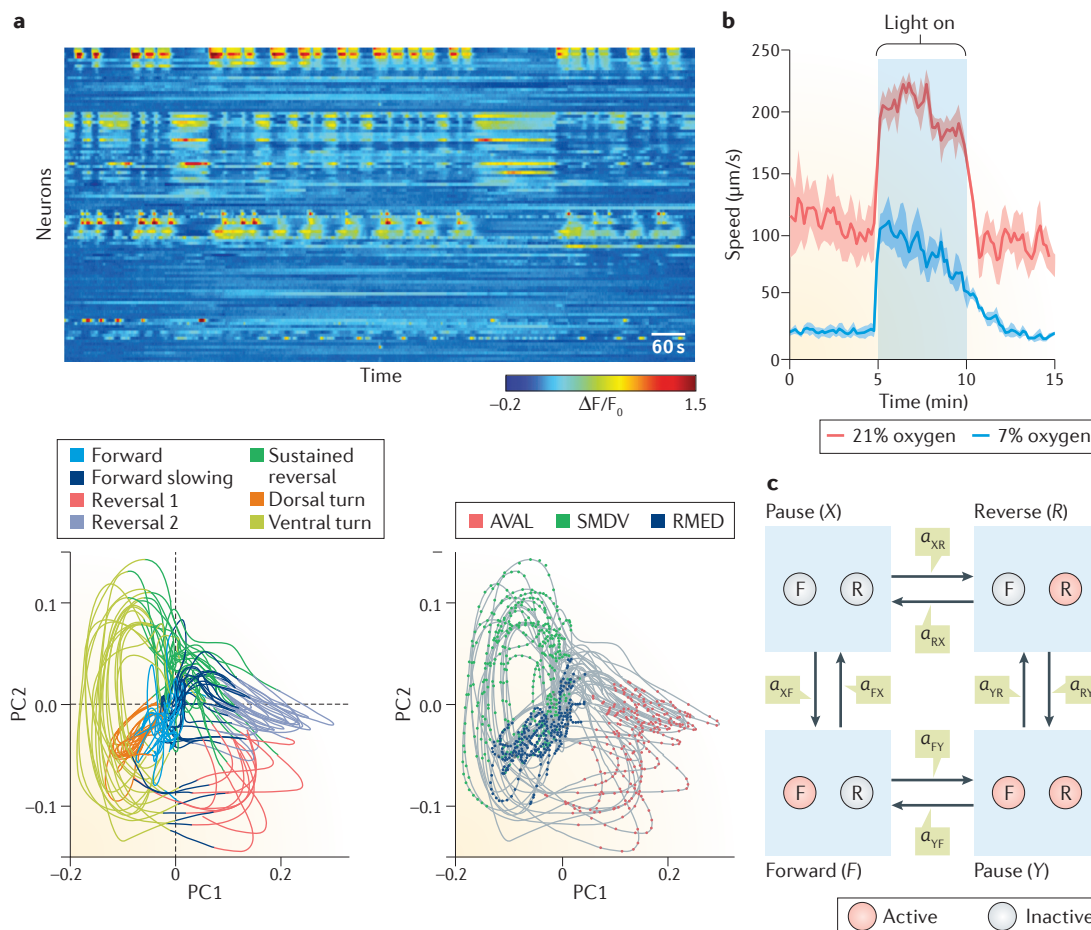 a
Neurons
60 s
Time
−0.2
ΔF/F0
1.5
b
Light on
250
200
150
100
50
0
Speed (μm/s)
0
5
10
15
Time (min)
21% oxygen
7% oxygen
Forward
Forward slowing
Reversal 1
Reversal 2
Sustained
reversal
Dorsal turn
Ventral turn
0.1
0.0
−0.1
PC2
−0.2
0
0.2
PC1
AVAL
SMDV
RMED
0.1
0.0
−0.1
PC2
−0.2
0
0.2
PC1
c
Pause (X)
Reverse (R)
aXR
F R
F R
aRX
aXF
aFX
aYR
aRY
aFY
F R
F R
aYF
Forward (F)
Pause (Y)
Active
Inactive